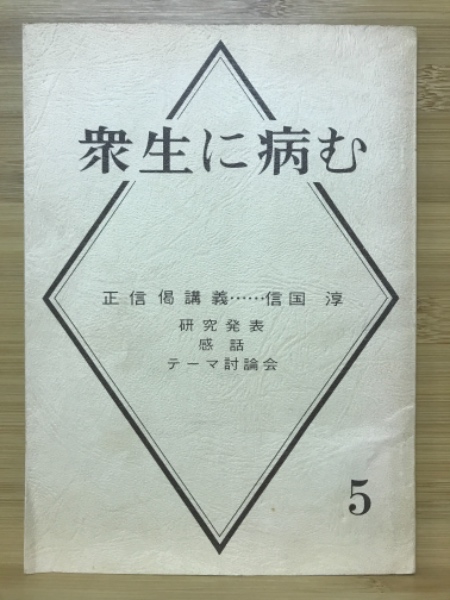 衆生に病む
正信偈講義……信国 淳
研究発表
感話
テーマ討論会
5